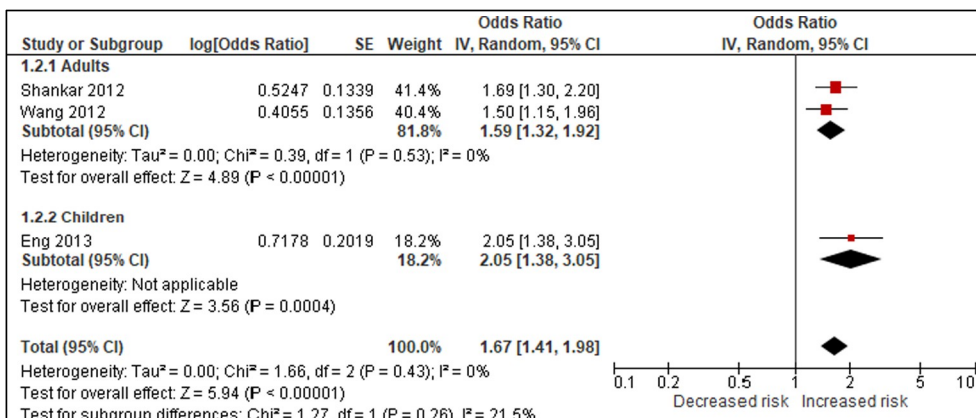 Odds Ratio Odds Ratio
Study or Subgroup log[Odds Ratio] SE Weight IV, Random, 95% CI IV, Random, 95% CI
1.2.1 Adults
Shankar 2012 0.5247 0.1339 41.4% 1.69 [1.30, 2.20]
Wang 2012 0.4055 0.1356 40.4% 1.50 [1.15, 1.96]
Subtotal (95% CI) 81.8% 1.59 [1.32, 1.92]
Heterogeneity: Tau² = 0.00; Chi² = 0.39, df = 1 (P = 0.53); I² = 0%
Test for overall effect: Z = 4.89 (P < 0.00001)
1.2.2 Children
Eng 2013 0.7178 0.2019 18.2% 2.05 [1.38, 3.05]
Subtotal (95% CI) 18.2% 2.05 [1.38, 3.05]
Heterogeneity: Not applicable
Test for overall effect: Z = 3.56 (P = 0.0004)
Total (95% CI) 100.0% 1.67 [1.41, 1.98]
Heterogeneity: Tau² = 0.00; Chi² = 1.66, df = 2 (P = 0.43); I² = 0%
Test for overall effect: Z = 5.94 (P < 0.00001)
Test for subgroup differences: Chi² = 1.27, df = 1 (P = 0.26), I² = 21.5%
0.1 0.2 0.5 1 2 5 10
Decreased risk Increased risk